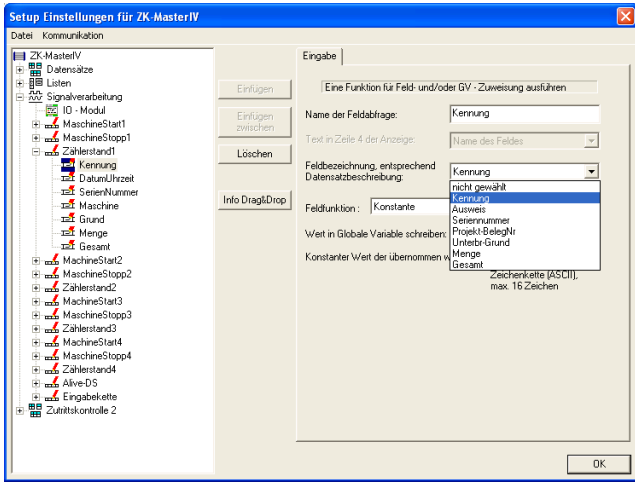 Setup Einstellungen für ZK-MasterIV
Datei Kommunikation
ZK-MasterIV
Datensätze
Listen
Signalverarbeitung
IO - Modul
MaschineStart1
MaschineStopp1
Zählerstand1
Kennung
DatumUhrzeit
SerienNummer
Maschine
Grund
Menge
Gesamt
MachineStart2
MaschineStopp2
Zählerstand2
MachineStart3
MaschineStopp3
Zählerstand3
MachineStart4
MaschineStopp4
Zählerstand4
Alive-DS
Eingabekette
Zutrittskontrolle 2
Einfügen
Einfügen
zwischen
Löschen
Info Drag&Drop
Eingabe
Eine Funktion für Feld- und/oder GV - Zuweisung ausführen
Name der Feldabfrage: Kennung
Text in Zeile 4 der Anzeige: Name des Feldes
Feldbezeichnung, entsprechend
Datensatzbeschreibung: Kennung
nicht gewählt
Kennung
Ausweis
Seriennummer
Projekt-BelegNr
Unterbr-Grund
Menge
Gesamt
Feldfunktion : Konstante
Wert in Globale Variable schreiben:
Konstanter Wert der übernommen w
Zeichenkette (ASCII),
max. 16 Zeichen
OK